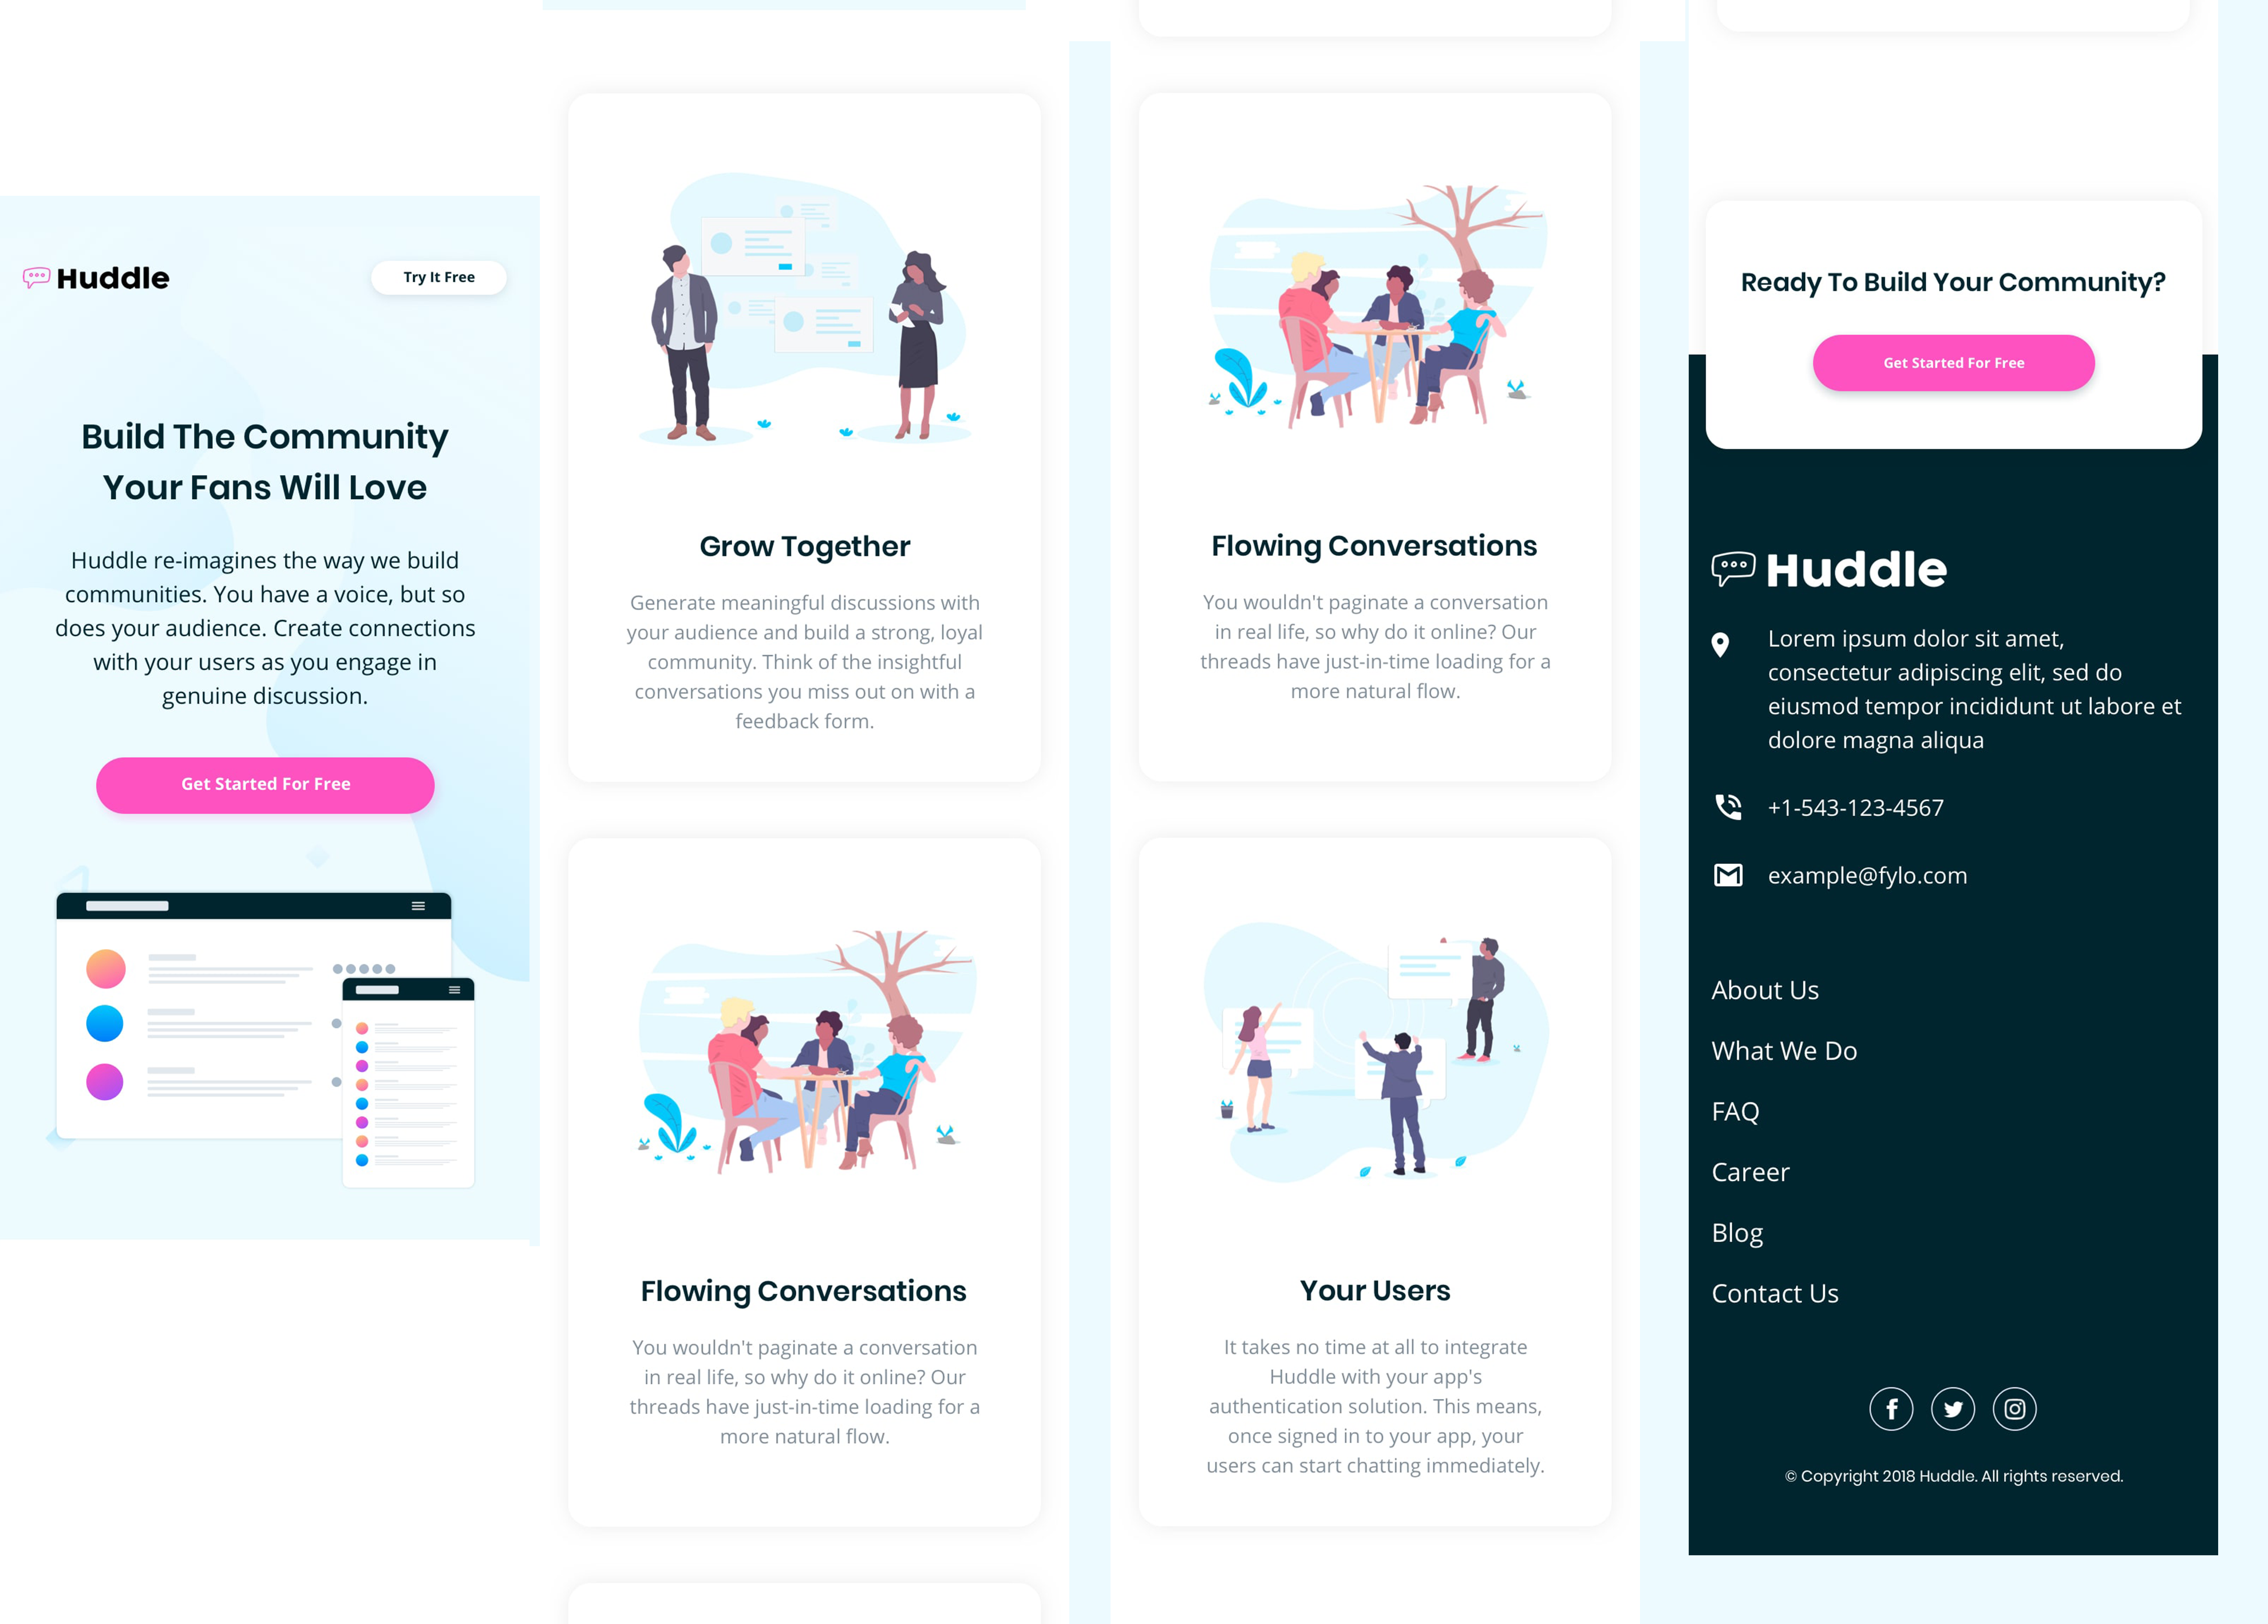 Huddle
Try It Free
Build The Community
Your Fans Will Love
Huddle re-imagines the way we build
communities. You have a voice, but so
does your audience. Create connections
with your users as you engage in
genuine discussion.
Get Started For Free
Grow Together
Generate meaningful discussions with
your audience and build a strong, loyal
community. Think of the insightful
conversations you miss out on with a
feedback form.
Flowing Conversations
You wouldn't paginate a conversation
in real life, so why do it online? Our
threads have just-in-time loading for a
more natural flow.
Flowing Conversations
You wouldn't paginate a conversation
in real life, so why do it online? Our
threads have just-in-time loading for a
more natural flow.
Your Users
It takes no time at all to integrate
Huddle with your app's
authentication solution. This means,
once signed in to your app, your
users can start chatting immediately.
Ready To Build Your Community?
Get Started For Free
Huddle
Lorem ipsum dolor sit amet,
consectetur adipiscing elit, sed do
eiusmod tempor incididunt ut labore et
dolore magna aliqua
+1-543-123-4567
example@fylo.com
About Us
What We Do
FAQ
Career
Blog
Contact Us
© Copyright 2018 Huddle. All rights reserved.